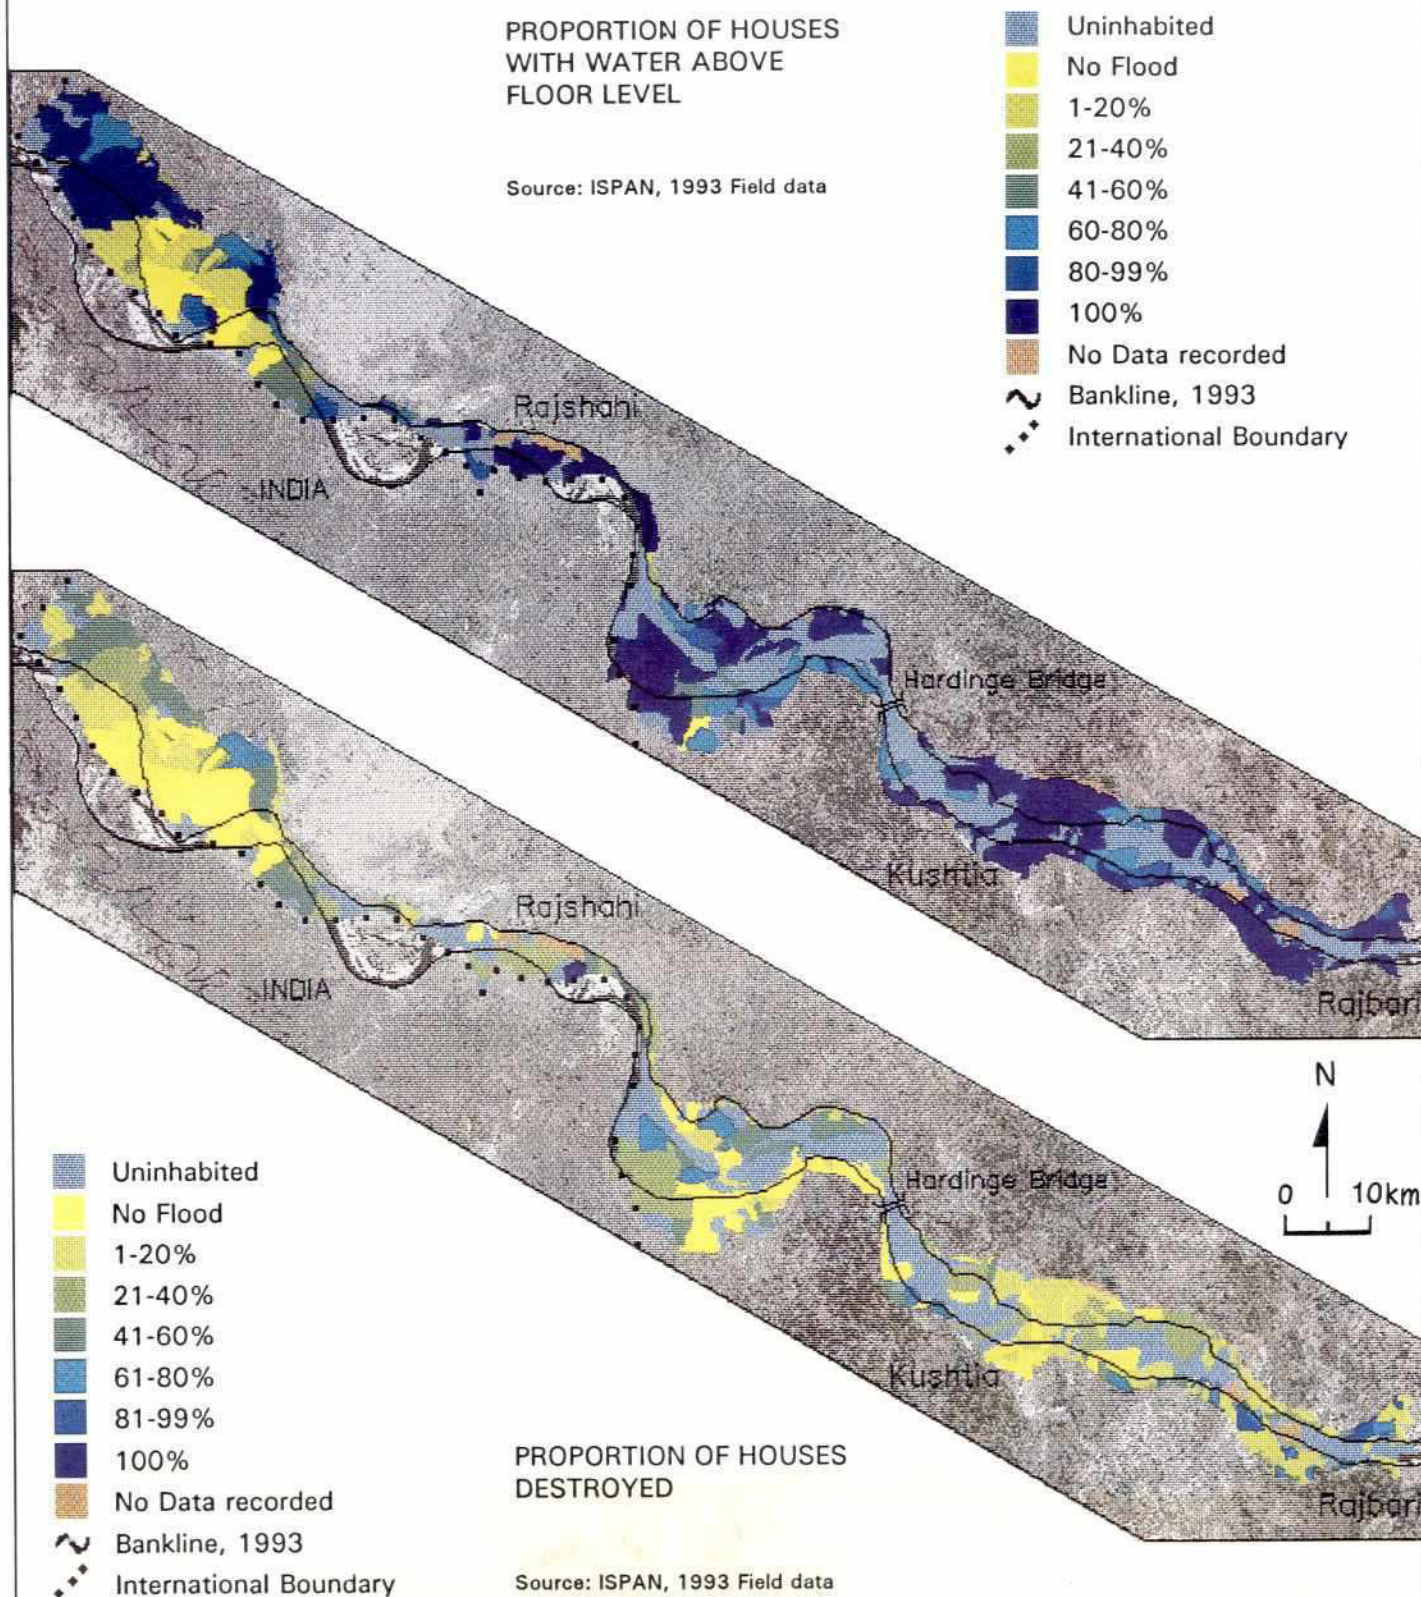 PROPORTION OF HOUSES
WITH WATER ABOVE
FLOOR LEVEL
Source: ISPAN, 1993 Field data
Uninhabited
No Flood
1-20%
21-40%
41-60%
60-80%
80-99%
100%
No Data recorded
Bankline, 1993
International Boundary
Rajshahi
INDIA
Hardinge Bridge
Kushtia
Rajbari
Rajshahi
INDIA
Hardinge Bridge
Kushtia
Rajbari
N
0 10km
Uninhabited
No Flood
1-20%
21-40%
41-60%
61-80%
81-99%
100%
No Data recorded
Bankline, 1993
International Boundary
PROPORTION OF HOUSES
DESTROYED
Source: ISPAN, 1993 Field data